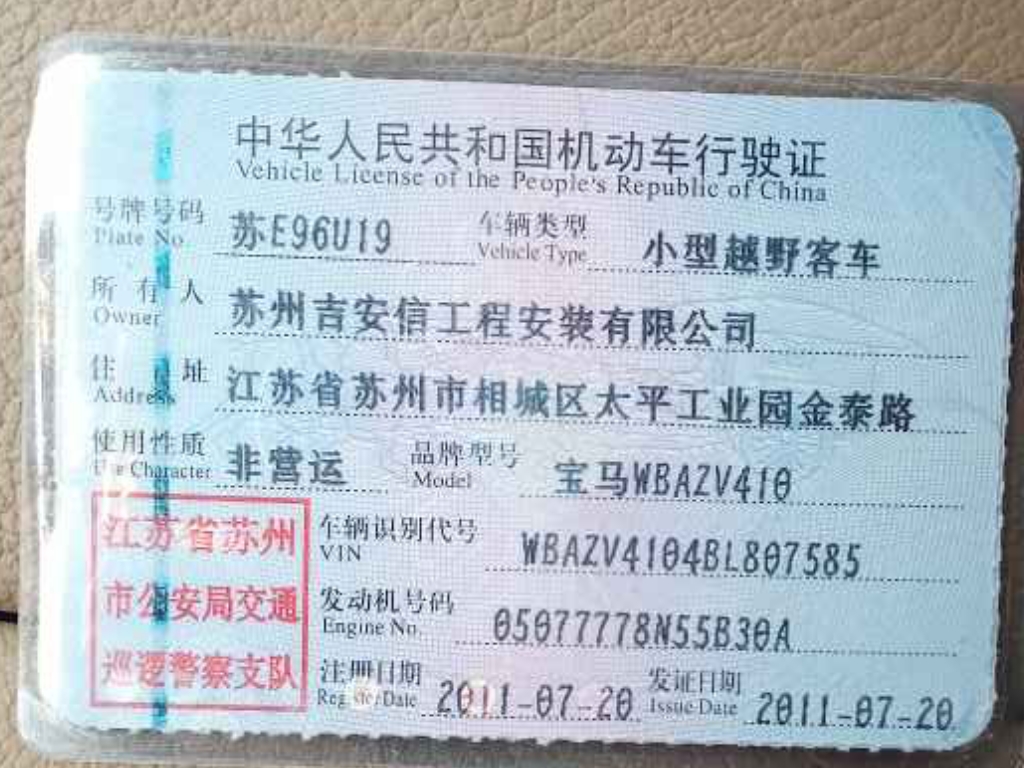 中华人民共和国机动车行驶证
Vehicle License of the People's Republic of China
号牌号码 苏E96U19 车辆类型 小型越野客车
Plate No Vehicle Type
所有人 苏州吉安信工程安装有限公司
Owner
住址 江苏省苏州市相城区太平工业园金泰路
Address
使用性质 非营运 品牌型号 宝马WBAZV410
Use Character Model
江苏省苏州
市公安局交通
巡逻警察支队
车辆识别代号 WBAZV4104BL807585
VIN
发动机号码 05077778N55B30A
Engine No.
注册日期 2011-07-20 发证日期 2011-07-20
Register Date Issue Date